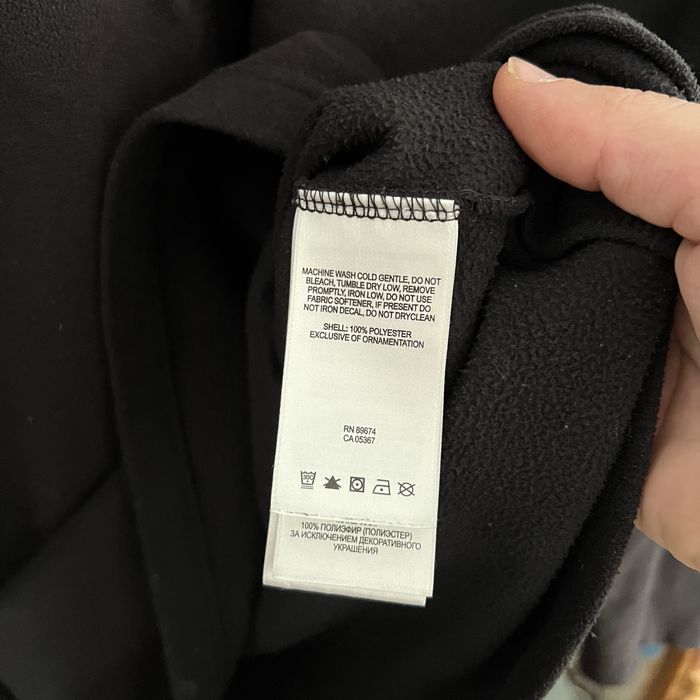 MACHINE WASH COLD GENTLE, DO NOT
BLEACH, TUMBLE DRY LOW, REMOVE
PROMPTLY, IRON LOW, DO NOT USE
FABRIC SOFTENER, IF PRESENT DO
NOT IRON DECAL, DO NOT DRYCLEAN
SHELL: 100% POLYESTER
EXCLUSIVE OF ORNAMENTATION
RN 89674
CA 05367
30C
100% ПОЛИЭФИР (ПОЛИЭСТЕР)
ЗА ИСКЛЮЧЕНИЕМ ДЕКОРАТИВНОГО
УКРАШЕНИЯ